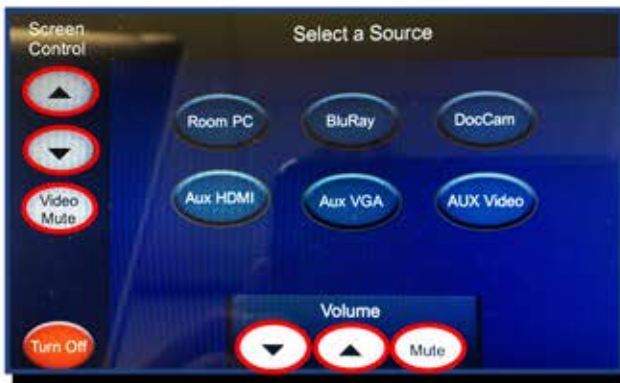 Screen
Control
Select a Source
Room PC
BluRay
DocCam
Video
Mute
Aux HDMI
Aux VGA
AUX Video
Volume
Turn Off
Mute